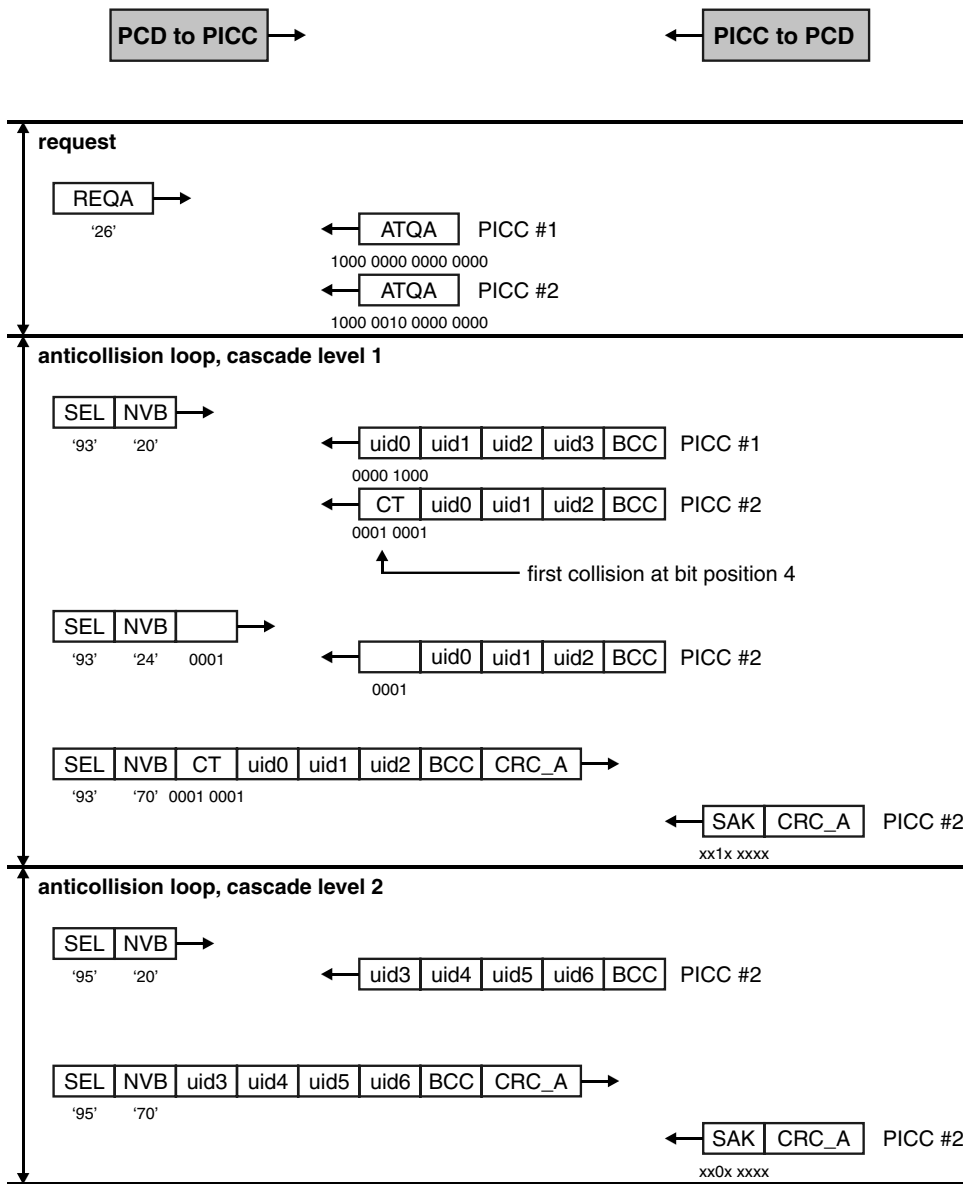 PCD to PICC PICC to PCD
request
REQA
‘26’
ATQA PICC #1
1000 0000 0000 0000
ATQA PICC #2
1000 0010 0000 0000
anticollision loop, cascade level 1
SEL NVB
‘93’ ‘20’
uid0 uid1 uid2 uid3 BCC PICC #1
0000 1000
CT uid0 uid1 uid2 BCC PICC #2
0001 0001
first collision at bit position 4
SEL NVB
‘93’ ‘24’ 0001
uid0 uid1 uid2 BCC PICC #2
0001
SEL NVB CT uid0 uid1 uid2 BCC CRC_A
‘93’ ‘70’ 0001 0001
SAK CRC_A PICC #2
xx1x xxxx
anticollision loop, cascade level 2
SEL NVB
‘95’ ‘20’
uid3 uid4 uid5 uid6 BCC PICC #2
SEL NVB uid3 uid4 uid5 uid6 BCC CRC_A
‘95’ ‘70’
SAK CRC_A PICC #2
xx0x xxxx